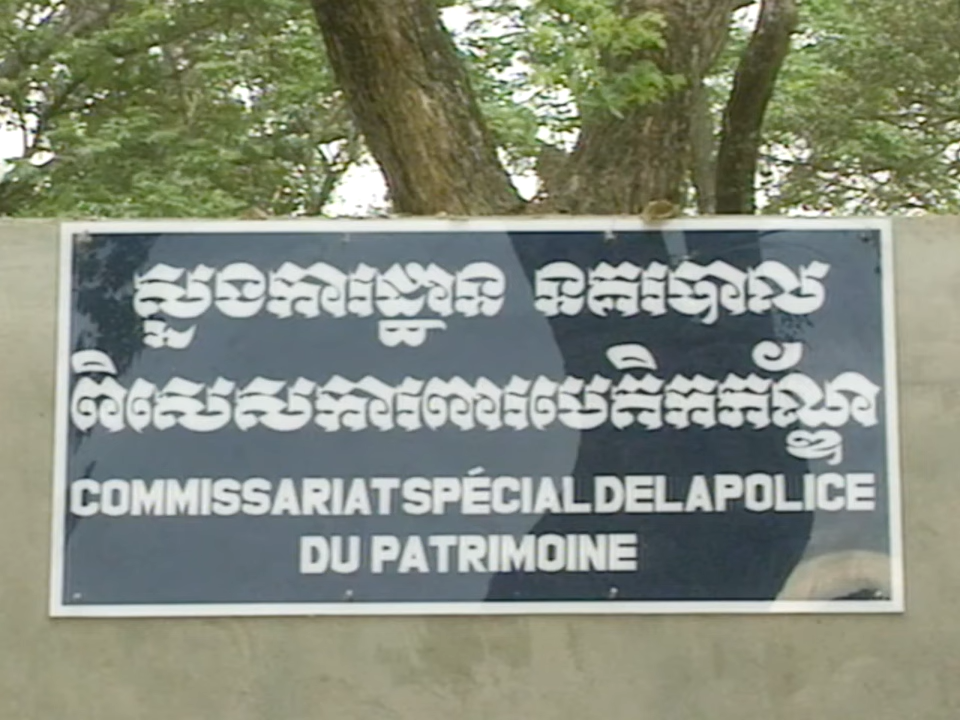 ស្នងការដ្ឋាន នគរបាល
ពិសេសការពារបេតិកភ័ណ្ឌ
COMMISSARIAT SPÉCIAL DE LA POLICE
DU PATRIMOINE